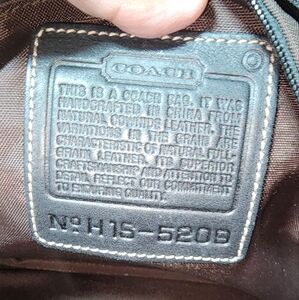 COACH
THIS IS A COACH BAG. IT WAS
HANDCRAFTED IN CHINA FROM
NATURAL COWHIDE LEATHER. THE
VARIATIONS IN THE GRAIN ARE
CHARACTERISTIC OF NATURAL FULL-
GRAIN LEATHER. ITS SUPERIOR
CRAFTSMANSHIP AND ATTENTION TO
DETAIL REFLECT OUR COMMITMENT
TO ENDURING QUALITY.
Nº H1S-5209